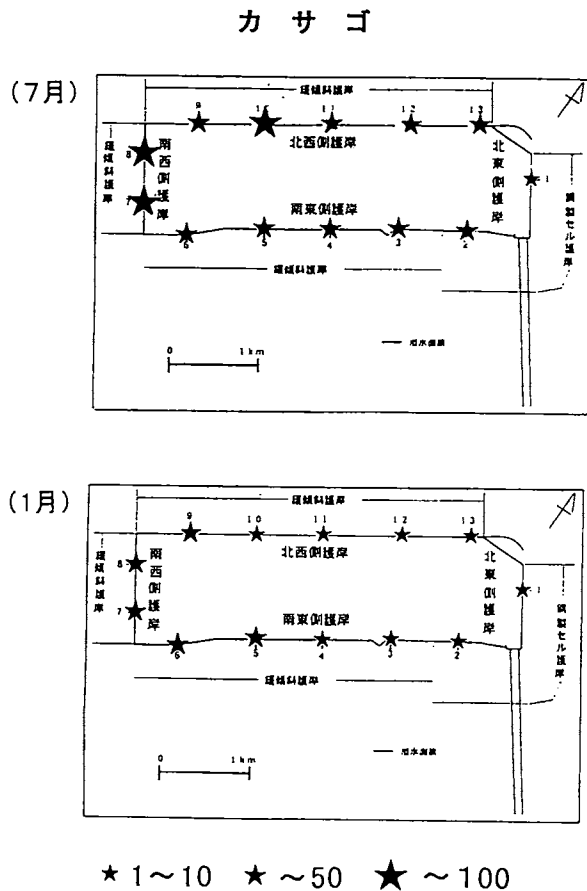 カサゴ
(7月)
緩傾斜護岸
9 10 11 12 13
北西側護岸
緩傾斜護岸
8
南西側護岸
7
北東側護岸
1
鋼製セル護岸
南東側護岸
6 5 4 3 2
緩傾斜護岸
0 1km
(1月)
緩傾斜護岸
9 10 11 12 13
北西側護岸
緩傾斜護岸
8
南西側護岸
7
北東側護岸
1
鋼製セル護岸
南東側護岸
6 5 4 3 2
緩傾斜護岸
0 1km
★ 1～10 ★ ～50 ★ ～100